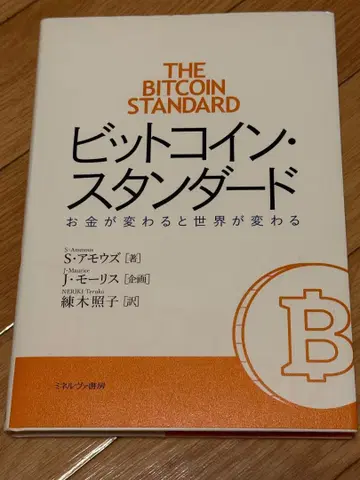 THE
BITCOIN
STANDARD
ビットコイン・
スタンダード
お金が変わると世界が変わる
S・Ammous
S・アモウズ[著]
J・Maurice
J・モーリス[企画]
NERIKI Teruko
練木照子[訳]
ミネルヴァ書房